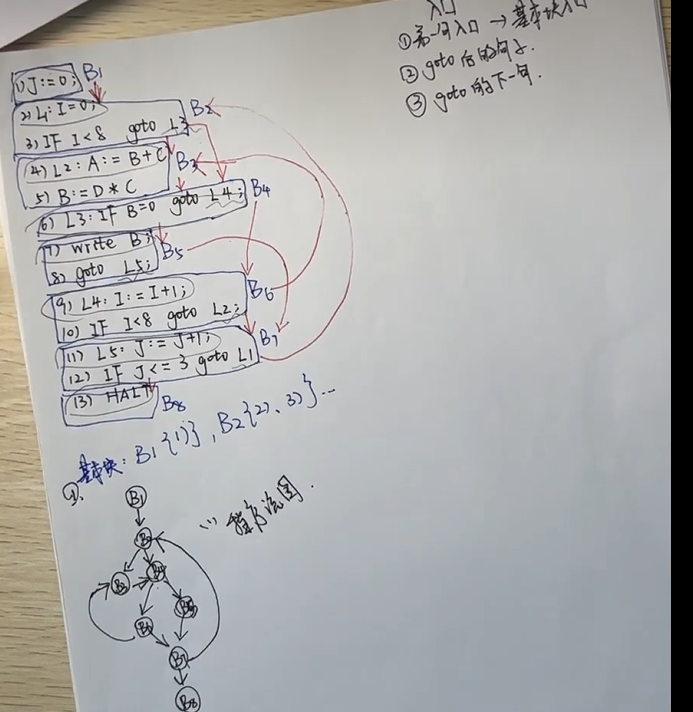 入口
① 第一句入口 → 基本块入口
② goto 后的句子.
③ goto 的下一句.
1) J:=0; B1
2) L1: I:=0; B2
3) IF I<8 goto L3
4) L2: A:= B+C B3
5) B:= D*C
6) L3: IF B=0 goto L4; B4
7) write B; B5
8) goto L5;
9) L4: I:=I+1; B6
10) IF I<8 goto L2;
11) L5: J:=J+1; B7
12) IF J<=3 goto L1
13) HALT B8
基本块: B1{1)}, B2{2)、3)}...
B1
程序流图.
B2
B3 B4
B6 B5
B7
B8